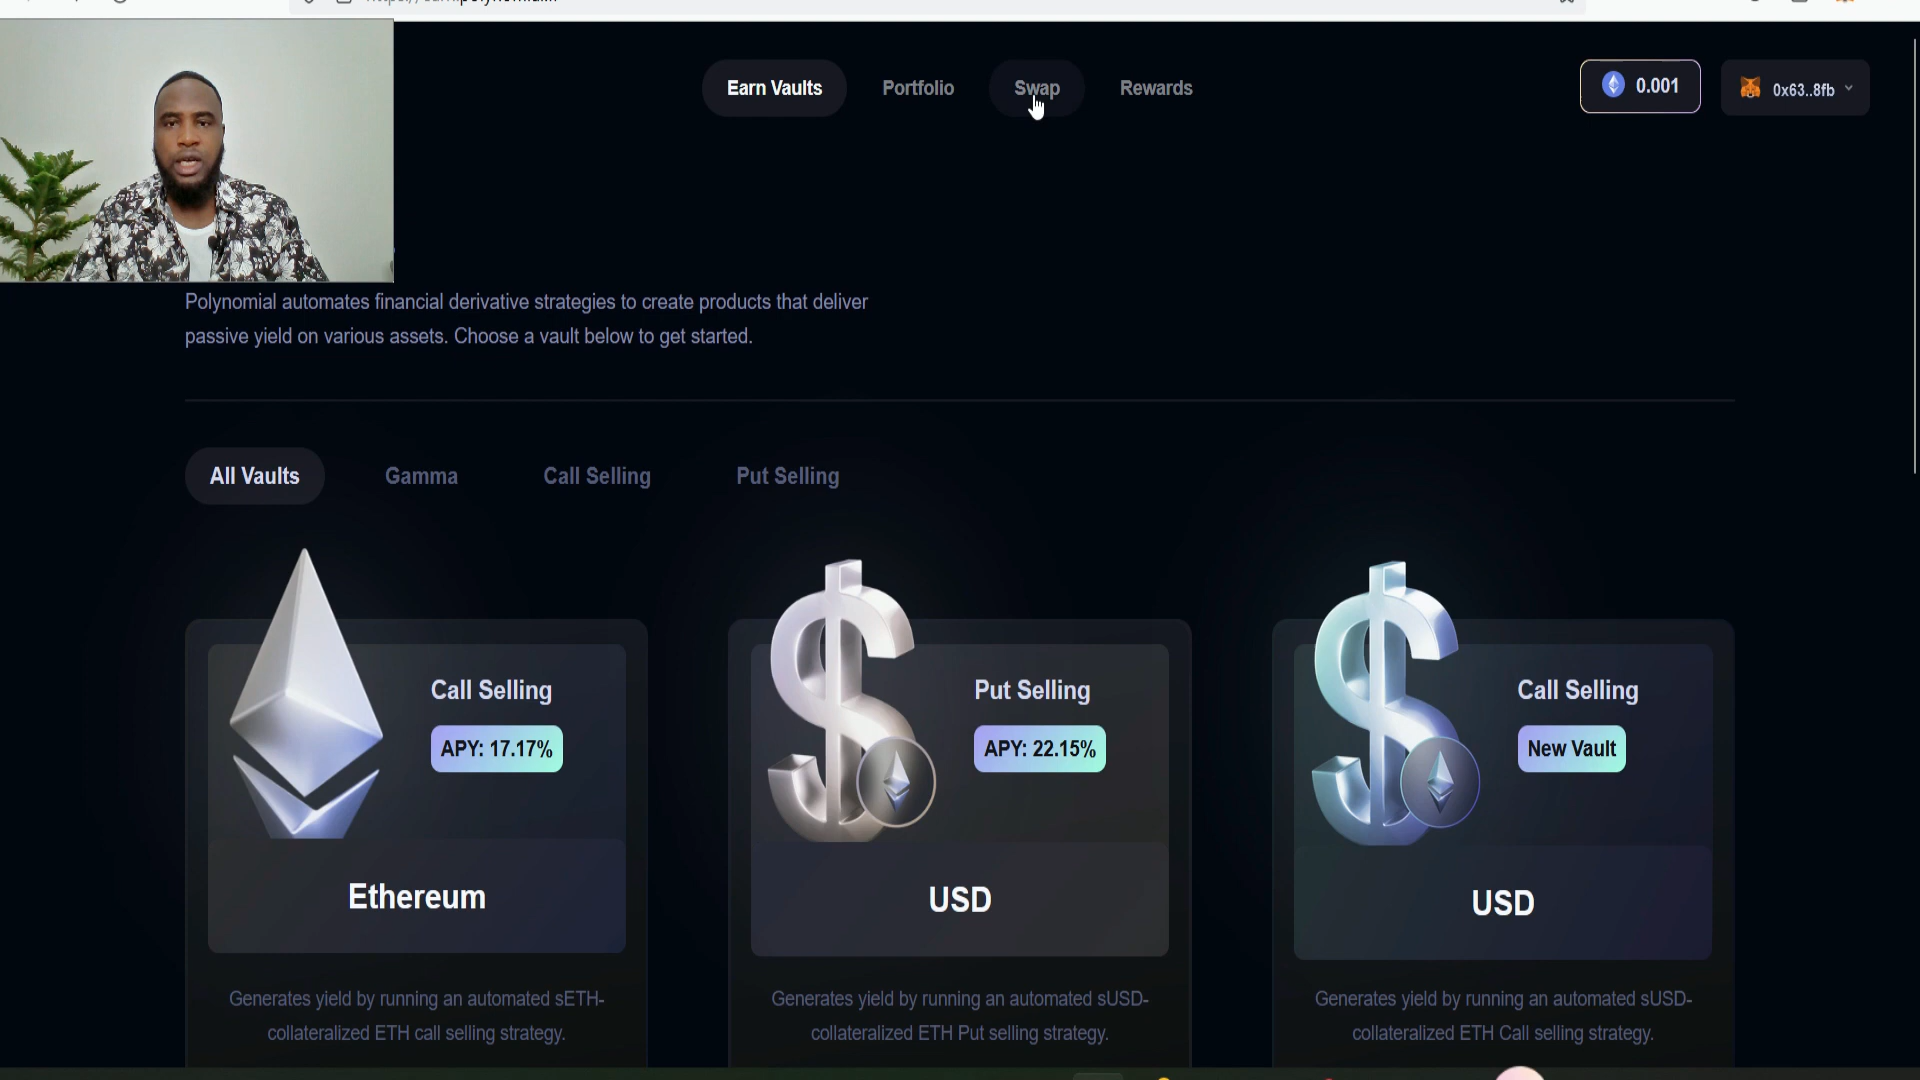 Earn Vaults
Portfolio
Swap
Rewards
0.001
0x63..8fb
Polynomial automates financial derivative strategies to create products that deliver
passive yield on various assets. Choose a vault below to get started.
All Vaults
Gamma
Call Selling
Put Selling
Call Selling
APY: 17.17%
Ethereum
Generates yield by running an automated sETH-
collateralized ETH call selling strategy.
Put Selling
APY: 22.15%
USD
Generates yield by running an automated sUSD-
collateralized ETH Put selling strategy.
Call Selling
New Vault
USD
Generates yield by running an automated sUSD-
collateralized ETH Call selling strategy.